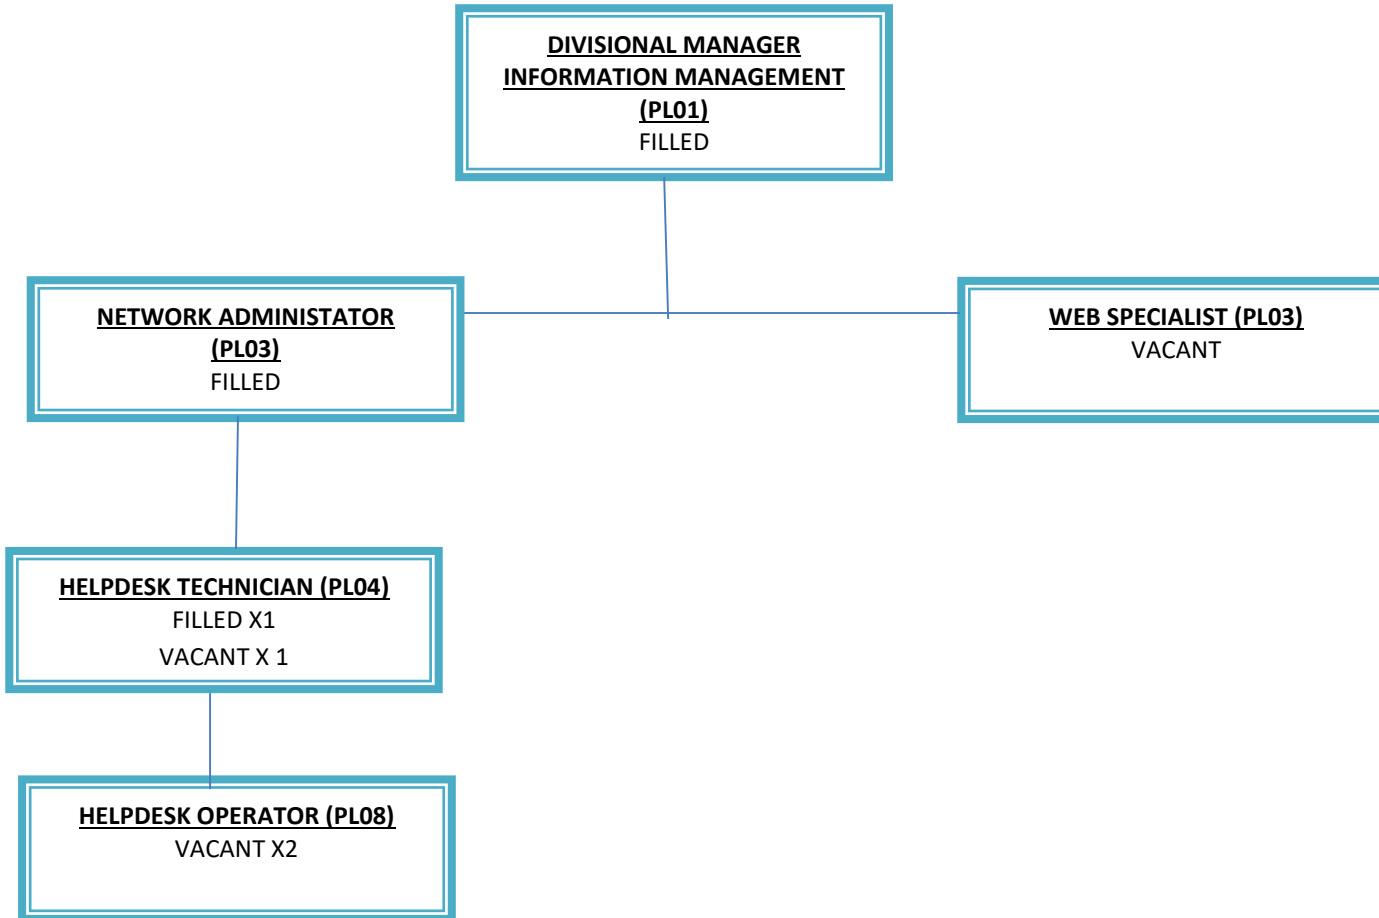 DIVISIONAL MANAGER
INFORMATION MANAGEMENT
(PL01)
FILLED
NETWORK ADMINISTATOR
(PL03)
FILLED
WEB SPECIALIST (PL03)
VACANT
HELPDESK TECHNICIAN (PL04)
FILLED X1
VACANT X 1
HELPDESK OPERATOR (PL08)
VACANT X2